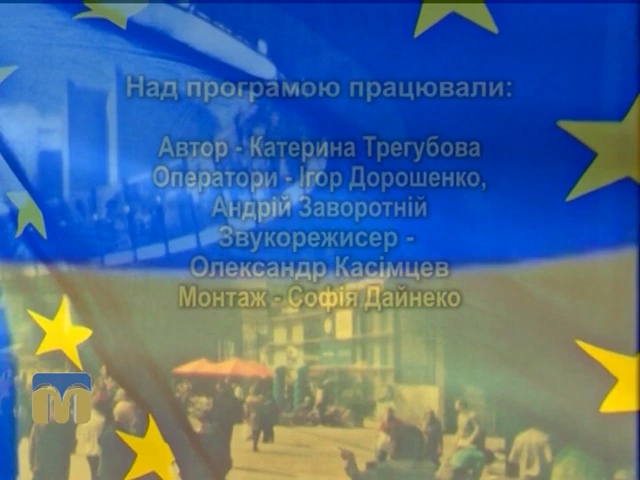 Над програмою працювали:
Автор - Катерина Трегубова
Оператори - Ігор Дорошенко,
Андрій Заворотній
Звукорежисер -
Олександр Касімцев
Монтаж - Софія Дайнеко
M